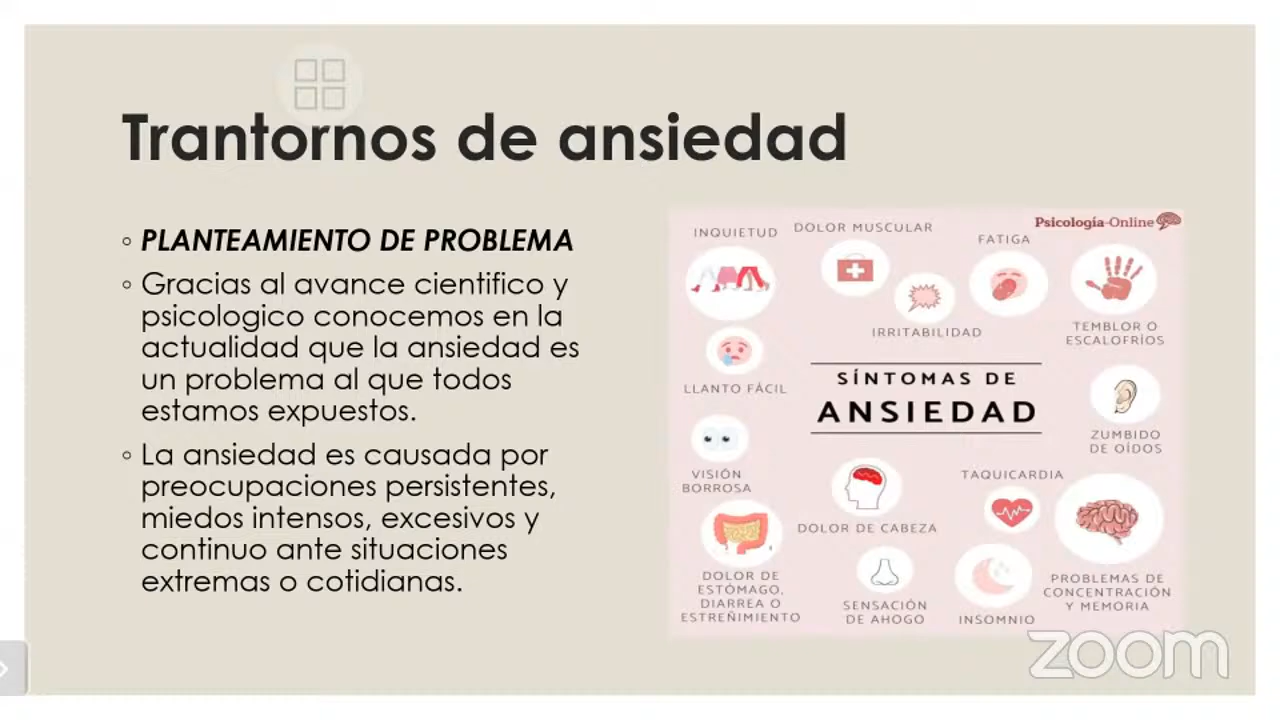 Trantornos de ansiedad
◦ PLANTEAMIENTO DE PROBLEMA
◦ Gracias al avance cientifico y
psicologico conocemos en la
actualidad que la ansiedad es
un problema al que todos
estamos expuestos.
◦ La ansiedad es causada por
preocupaciones persistentes,
miedos intensos, excesivos y
continuo ante situaciones
extremas o cotidianas.
Psicología-Online
INQUIETUD
DOLOR MUSCULAR
FATIGA
IRRITABILIDAD
TEMBLOR O
ESCALOFRÍOS
LLANTO FÁCIL
SÍNTOMAS DE
ANSIEDAD
ZUMBIDO
DE OÍDOS
VISIÓN
BORROSA
DOLOR DE CABEZA
TAQUICARDIA
DOLOR DE
ESTÓMAGO,
DIARREA O
ESTREÑIMIENTO
SENSACIÓN
DE AHOGO
INSOMNIO
PROBLEMAS DE
CONCENTRACIÓN
Y MEMORIA
zoom